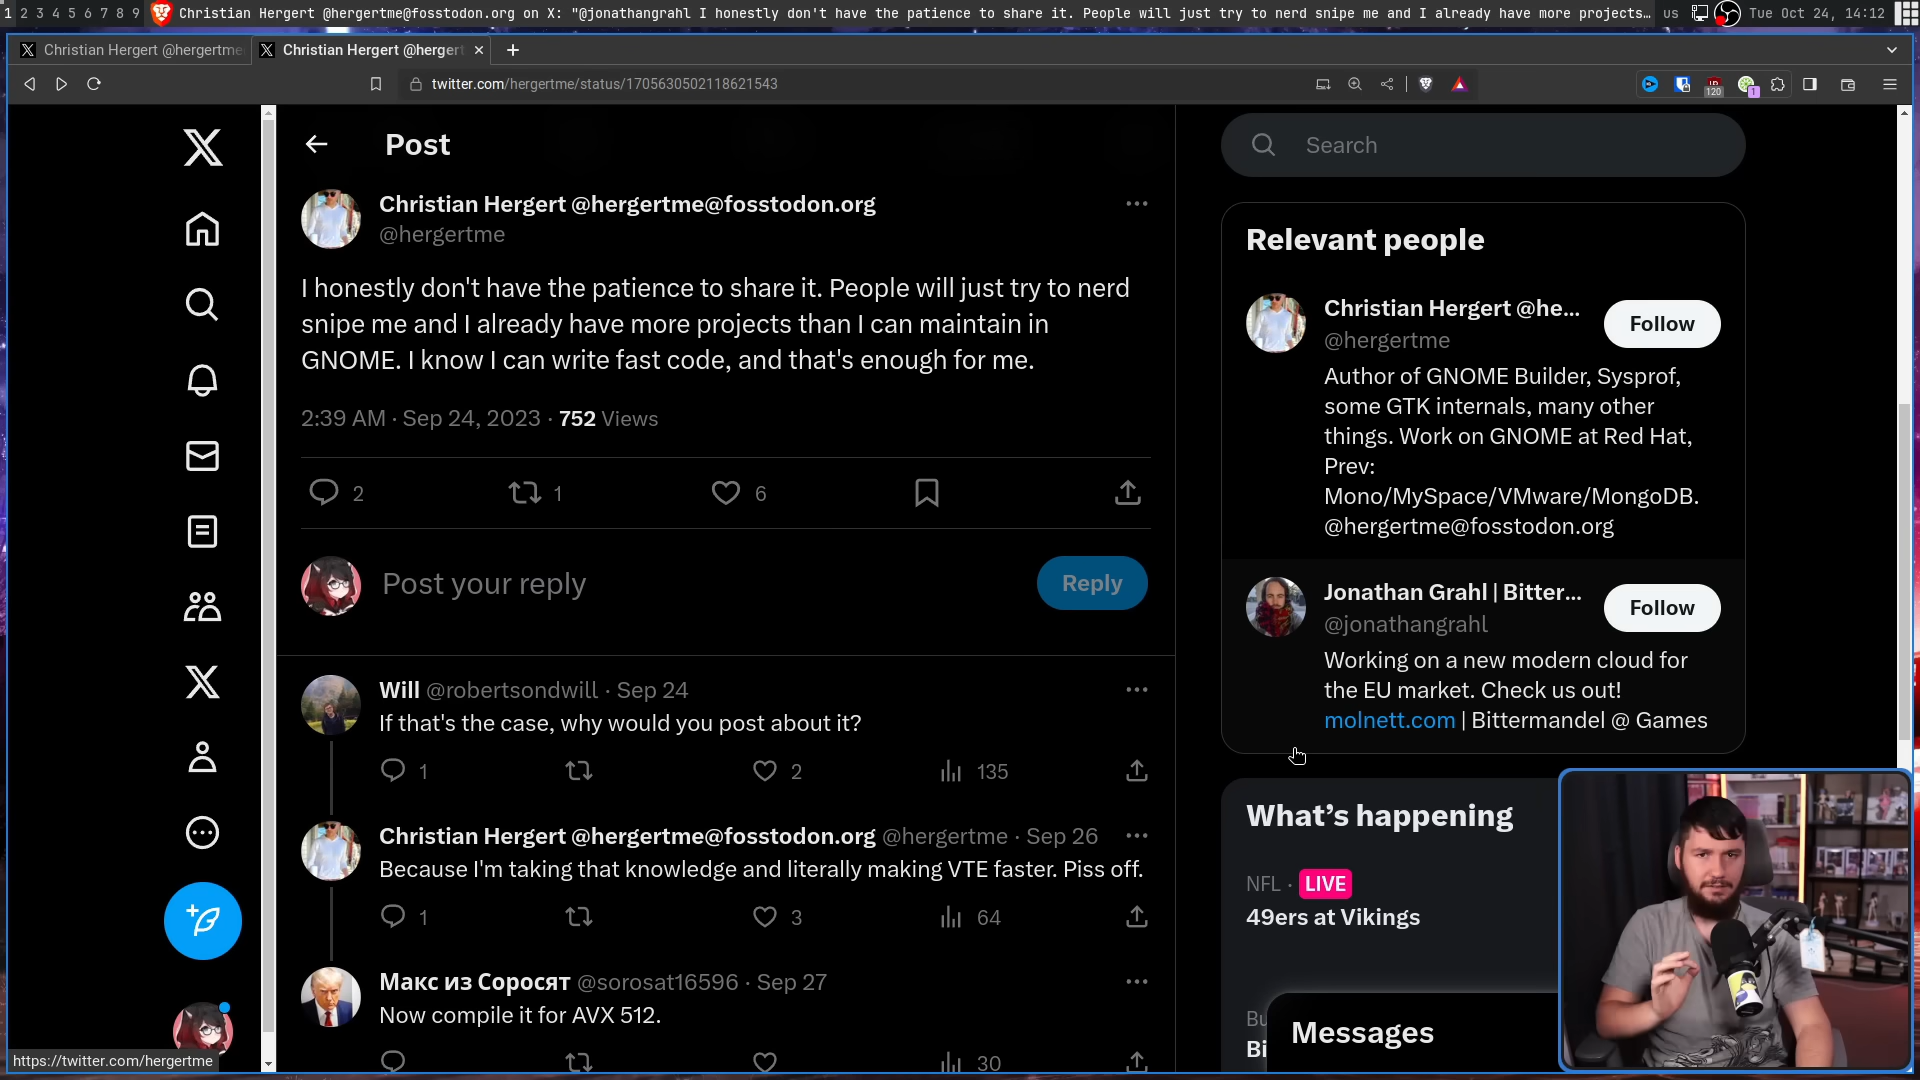 1 2 3 4 5 6 7 8 9 Christian Hergert @hergertme@fosstodon.org on X: "@jonathangrahl I honestly don't have the patience to share it. People will just try to nerd snipe me and I already have more projects… us Tue Oct 24, 14:12
Christian Hergert @hergertme
Christian Hergert @herger
twitter.com/hergertme/status/1705630502118621543
120
1
Post
Christian Hergert @hergertme@fosstodon.org
@hergertme
I honestly don't have the patience to share it. People will just try to nerd
snipe me and I already have more projects than I can maintain in
GNOME. I know I can write fast code, and that's enough for me.
2:39 AM · Sep 24, 2023 · 752 Views
2 1 6
Post your reply
Reply
Will @robertsondwill · Sep 24
If that's the case, why would you post about it?
1 2 135
Christian Hergert @hergertme@fosstodon.org @hergertme · Sep 26
Because I'm taking that knowledge and literally making VTE faster. Piss off.
1 3 64
Макс из Соросят @sorosat16596 · Sep 27
Now compile it for AVX 512.
30
Search
Relevant people
Christian Hergert @he...
Follow
@hergertme
Author of GNOME Builder, Sysprof,
some GTK internals, many other
things. Work on GNOME at Red Hat,
Prev:
Mono/MySpace/VMware/MongoDB.
@hergertme@fosstodon.org
Jonathan Grahl | Bitter...
Follow
@jonathangrahl
Working on a new modern cloud for
the EU market. Check us out!
molnett.com | Bittermandel @ Games
What's happening
NFL · LIVE
49ers at Vikings
Bu
Bi
Messages
https://twitter.com/hergertme